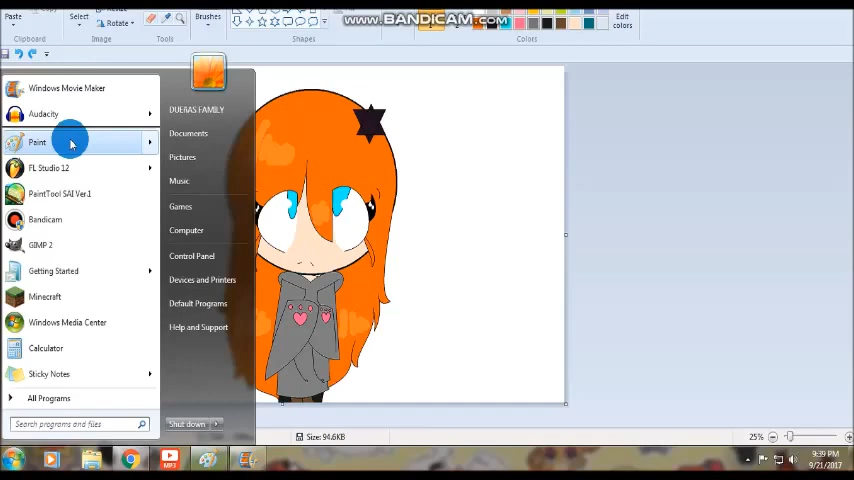 www.BANDICAM.com
Paste
Select
Rotate
Brushes
Edit
colors
Clipboard
Image
Tools
Shapes
Colors
Windows Movie Maker
Audacity
Paint
FL Studio 12
PaintTool SAI Ver.1
Bandicam
GIMP 2
Getting Started
Minecraft
Windows Media Center
Calculator
Sticky Notes
All Programs
Search programs and files
DUEÑAS FAMILY
Documents
Pictures
Music
Games
Computer
Control Panel
Devices and Printers
Default Programs
Help and Support
Shut down
Size: 94.6KB
25%
MP3
9:39 PM
9/21/2017